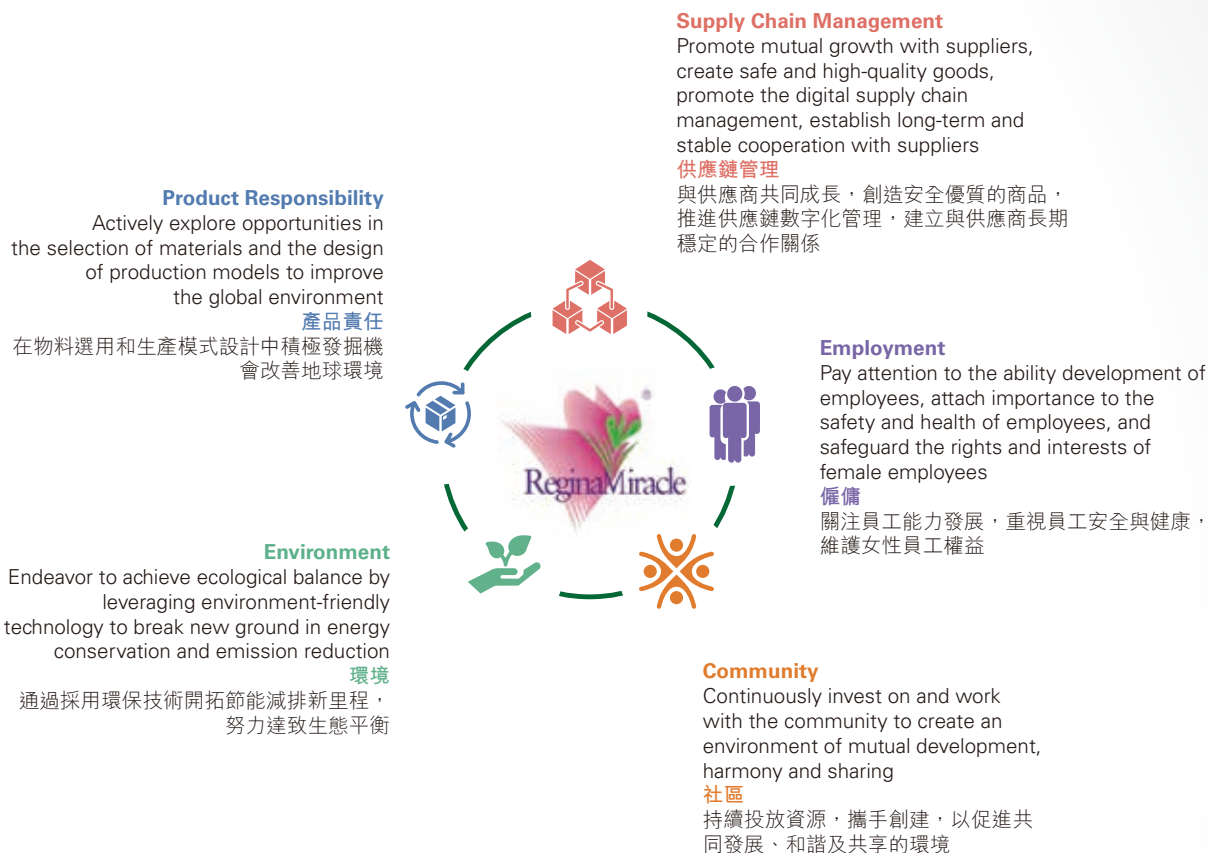 Supply Chain Management
Promote mutual growth with suppliers,
create safe and high-quality goods,
promote the digital supply chain
management, establish long-term and
stable cooperation with suppliers
供應鏈管理
與供應商共同成長，創造安全優質的商品，
推進供應鏈數字化管理，建立與供應商長期
穩定的合作關係
Product Responsibility
Actively explore opportunities in
the selection of materials and the design
of production models to improve
the global environment
產品責任
在物料選用和生產模式設計中積極發掘機
會改善地球環境
Employment
Pay attention to the ability development of
employees, attach importance to the
safety and health of employees, and
safeguard the rights and interests of
female employees
僱傭
關注員工能力發展，重視員工安全與健康，
維護女性員工權益
®
ReginaMiracle
Environment
Endeavor to achieve ecological balance by
leveraging environment-friendly
technology to break new ground in energy
conservation and emission reduction
環境
通過採用環保技術開拓節能減排新里程，
努力達致生態平衡
Community
Continuously invest on and work
with the community to create an
environment of mutual development,
harmony and sharing
社區
持續投放資源，攜手創建，以促進共
同發展、和諧及共享的環境